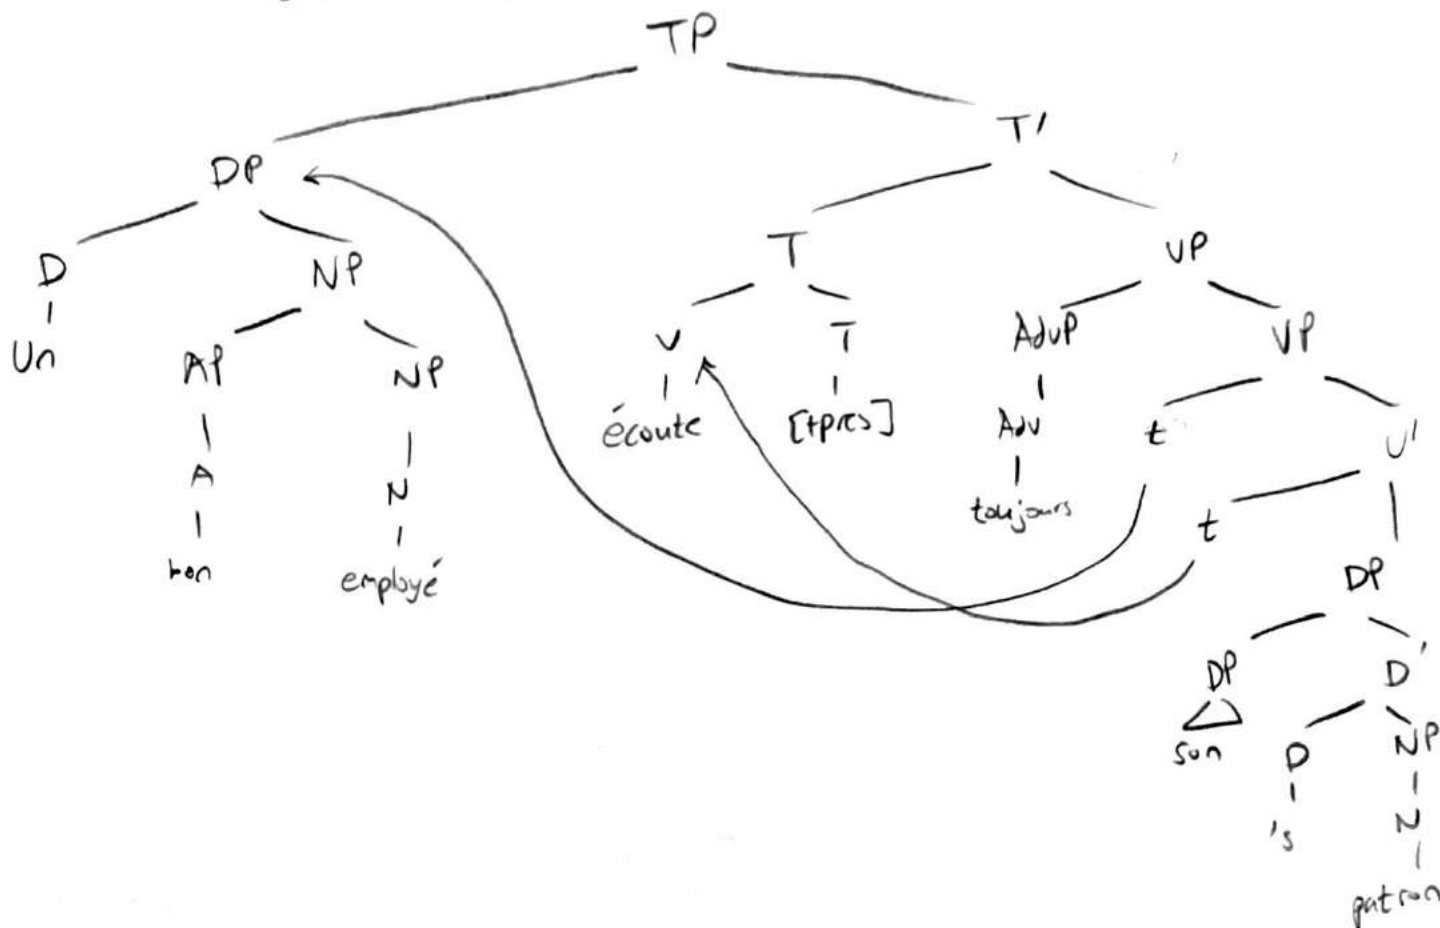 TP
DP T'
D NP T VP
Un AP NP V T AdvP VP
A N écoute [+pres] Adv t V'
bon employé toujours t DP
DP D'
son D NP
's N
patron